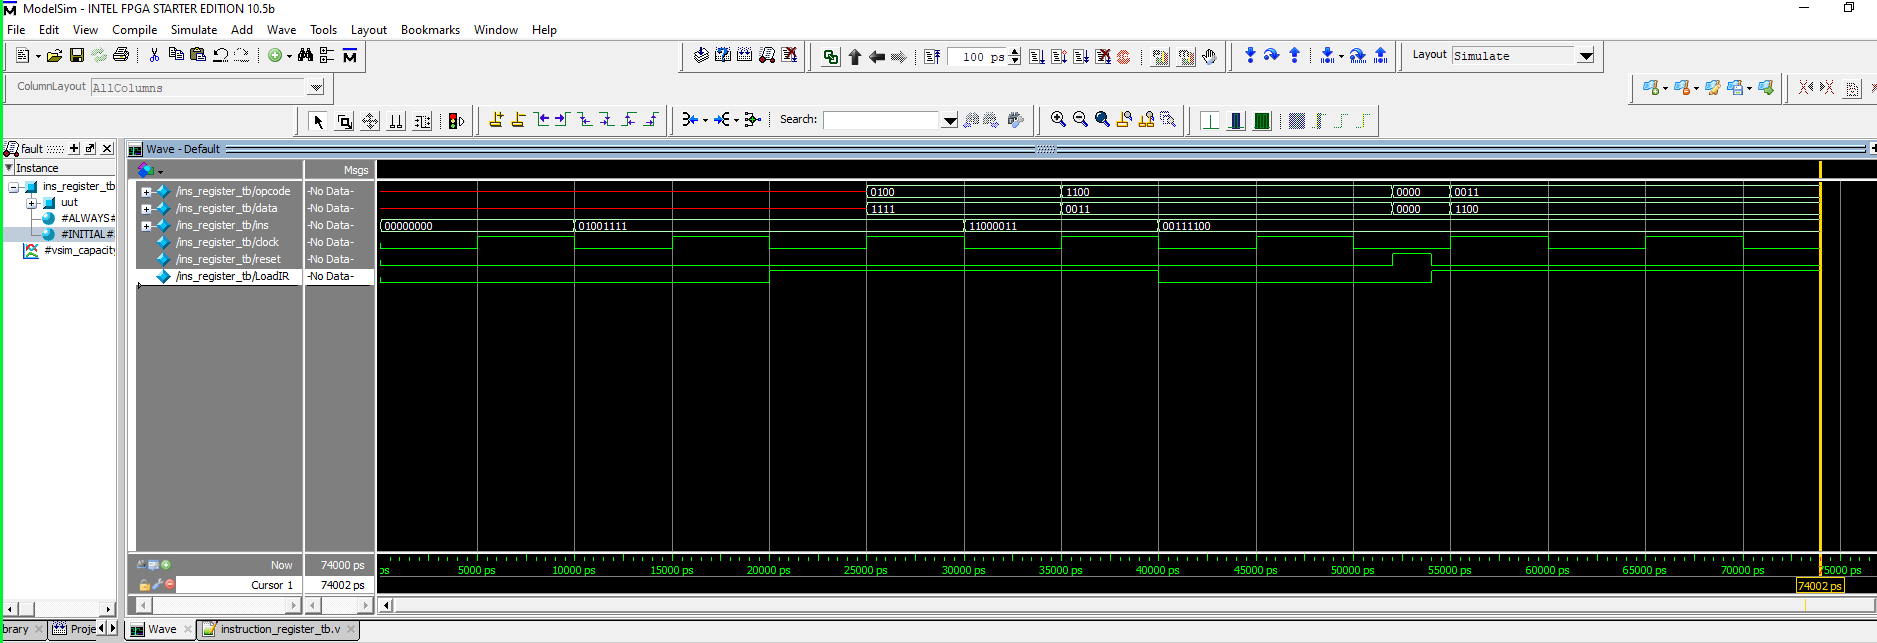 ModelSim - INTEL FPGA STARTER EDITION 10.5b
File Edit View Compile Simulate Add Wave Tools Layout Bookmarks Window Help
100 ps
Layout Simulate
ColumnLayout AllColumns
Search:
fault
Wave - Default
Instance
Msgs
ins_register_tb
uut
#ALWAYS#
#INITIAL#
#vsim_capacity
/ins_register_tb/opcode -No Data- 0100 1100 0000 0011
/ins_register_tb/data -No Data- 1111 0011 0000 1100
/ins_register_tb/ins -No Data- 00000000 01001111 11000011 00111100
/ins_register_tb/clock -No Data-
/ins_register_tb/reset -No Data-
/ins_register_tb/LoadIR -No Data-
Now 74000 ps
ps 5000 ps 10000 ps 15000 ps 20000 ps 25000 ps 30000 ps 35000 ps 40000 ps 45000 ps 50000 ps 55000 ps 60000 ps 65000 ps 70000 ps 75000 ps
Cursor 1 74002 ps
74002 ps
brary Proje Wave instruction_register_tb.v